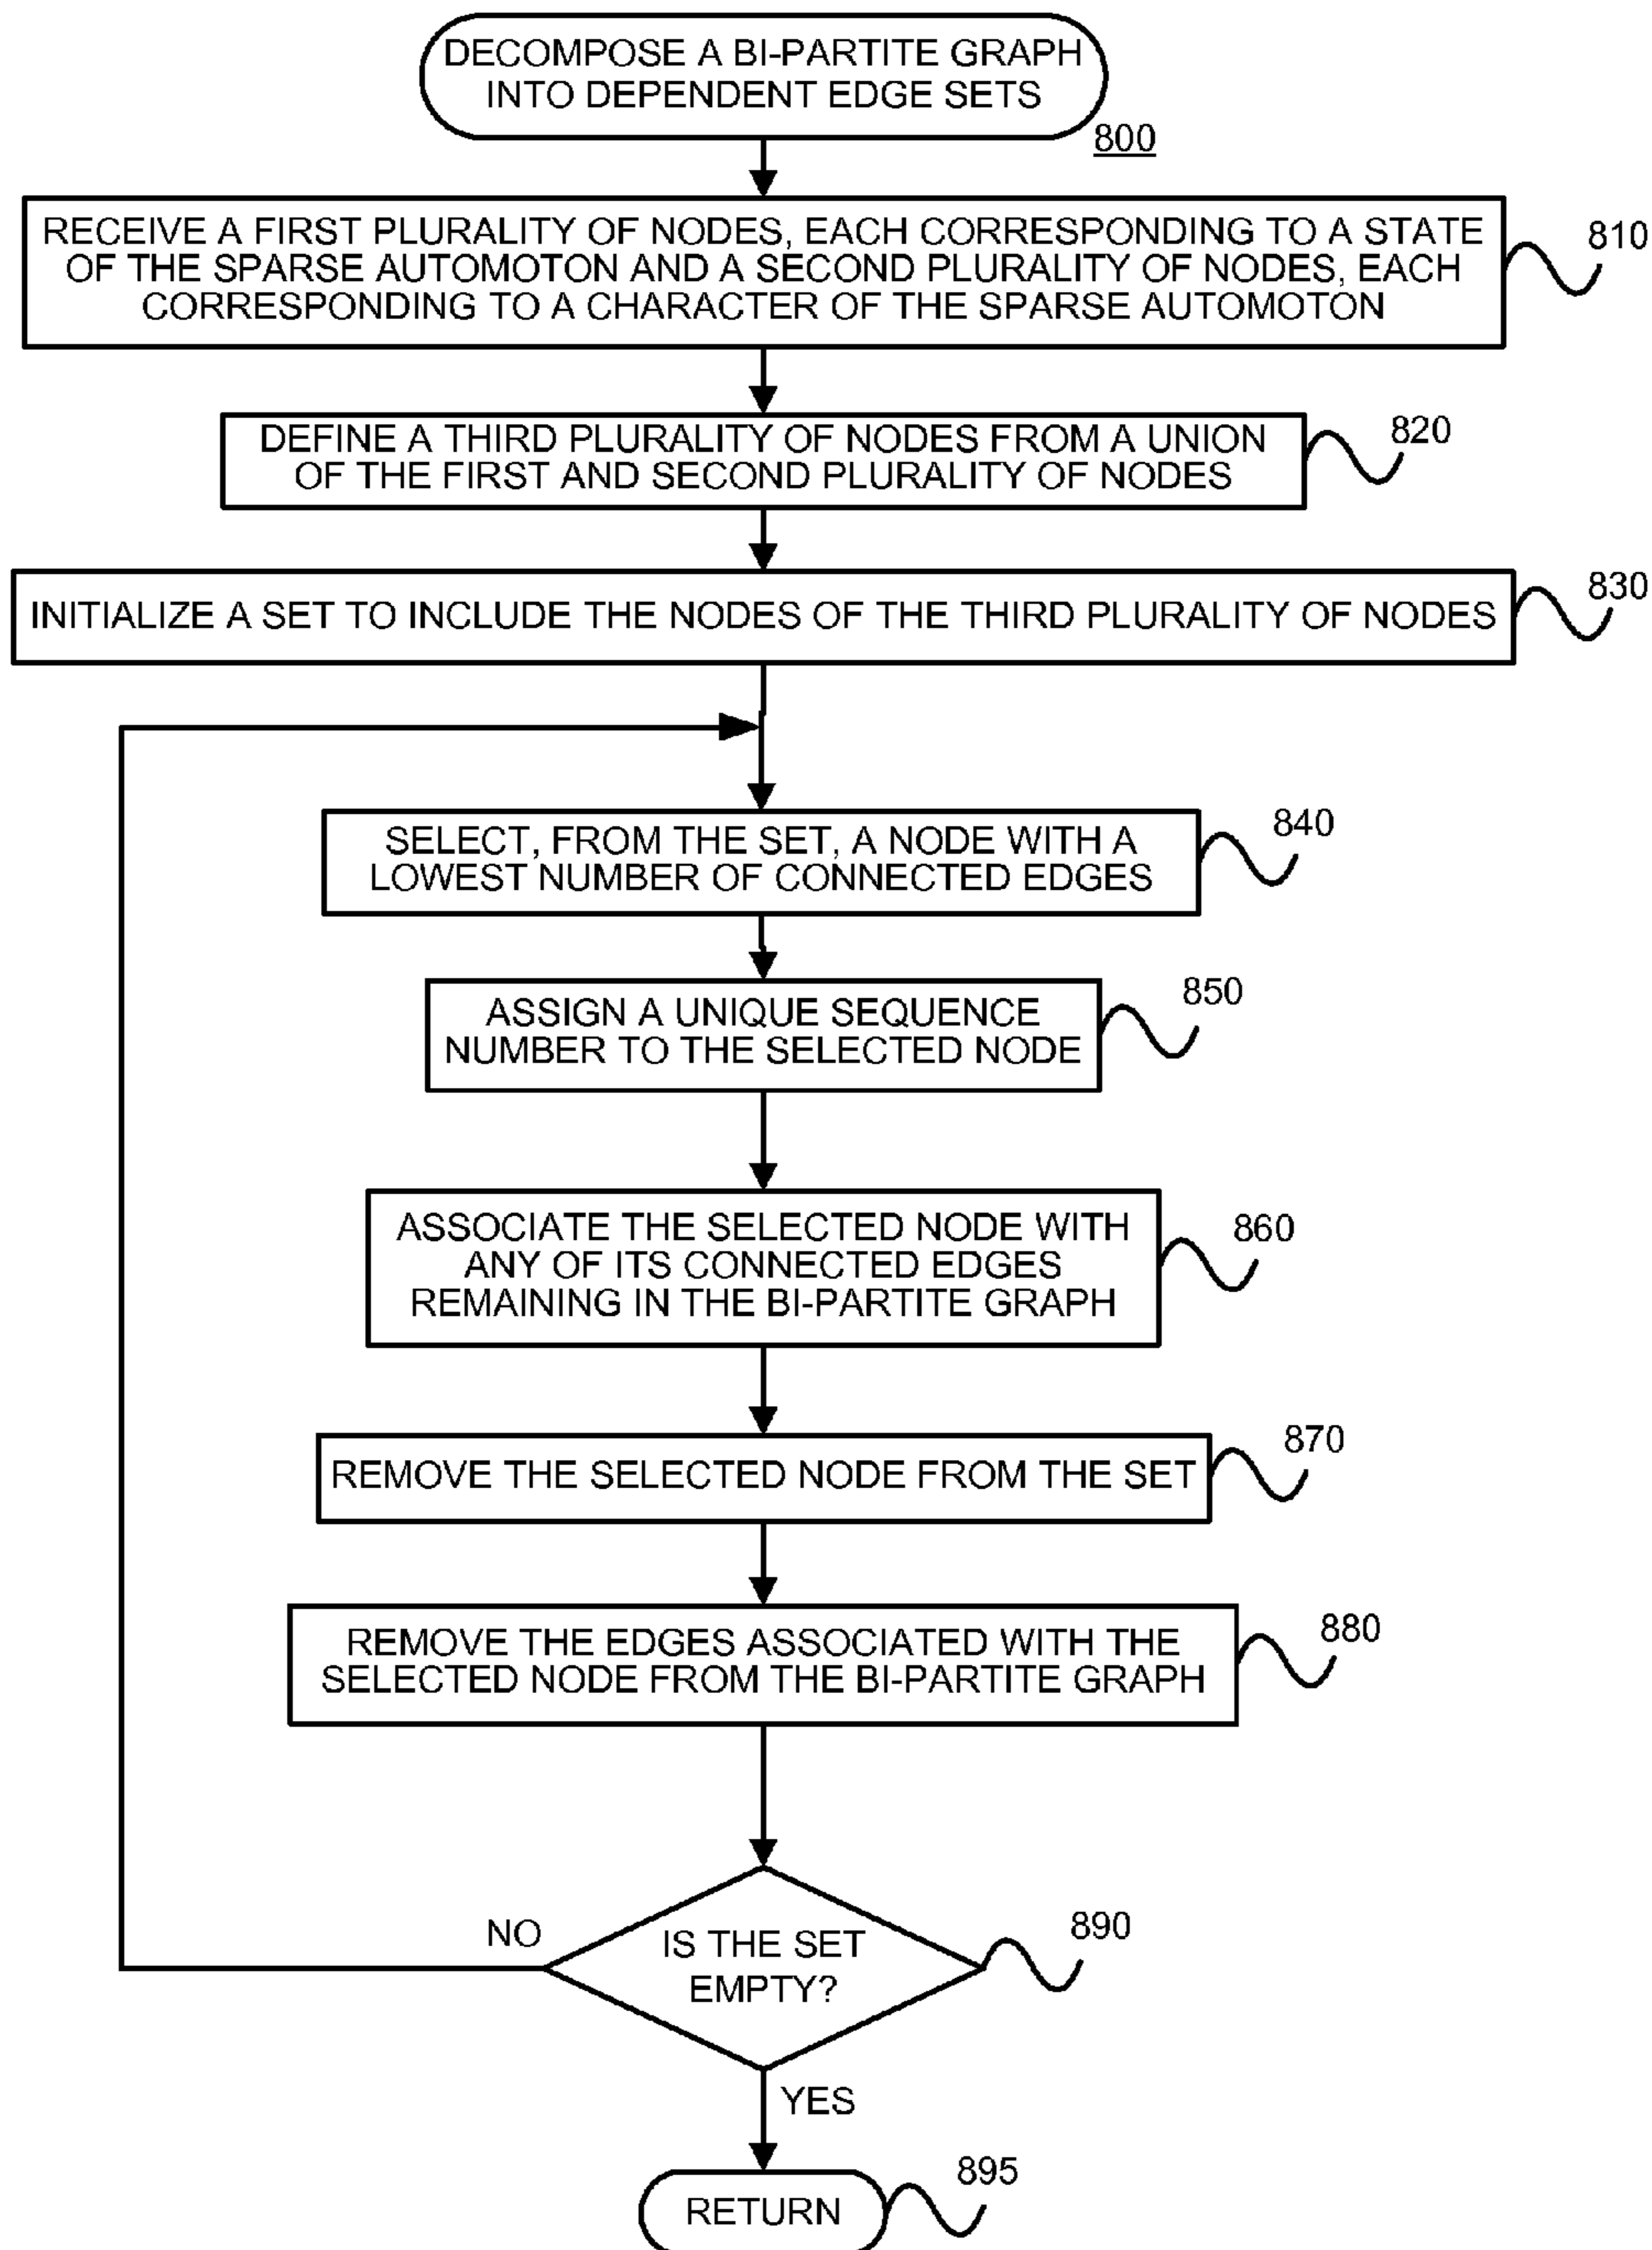 DECOMPOSE A BI-PARTITE GRAPH
INTO DEPENDENT EDGE SETS
800
RECEIVE A FIRST PLURALITY OF NODES, EACH CORRESPONDING TO A STATE
OF THE SPARSE AUTOMOTON AND A SECOND PLURALITY OF NODES, EACH
CORRESPONDING TO A CHARACTER OF THE SPARSE AUTOMOTON
810
DEFINE A THIRD PLURALITY OF NODES FROM A UNION
OF THE FIRST AND SECOND PLURALITY OF NODES
820
INITIALIZE A SET TO INCLUDE THE NODES OF THE THIRD PLURALITY OF NODES
830
SELECT, FROM THE SET, A NODE WITH A
LOWEST NUMBER OF CONNECTED EDGES
840
ASSIGN A UNIQUE SEQUENCE
NUMBER TO THE SELECTED NODE
850
ASSOCIATE THE SELECTED NODE WITH
ANY OF ITS CONNECTED EDGES
REMAINING IN THE BI-PARTITE GRAPH
860
REMOVE THE SELECTED NODE FROM THE SET
870
REMOVE THE EDGES ASSOCIATED WITH THE
SELECTED NODE FROM THE BI-PARTITE GRAPH
880
NO
IS THE SET
EMPTY?
890
YES
RETURN
895